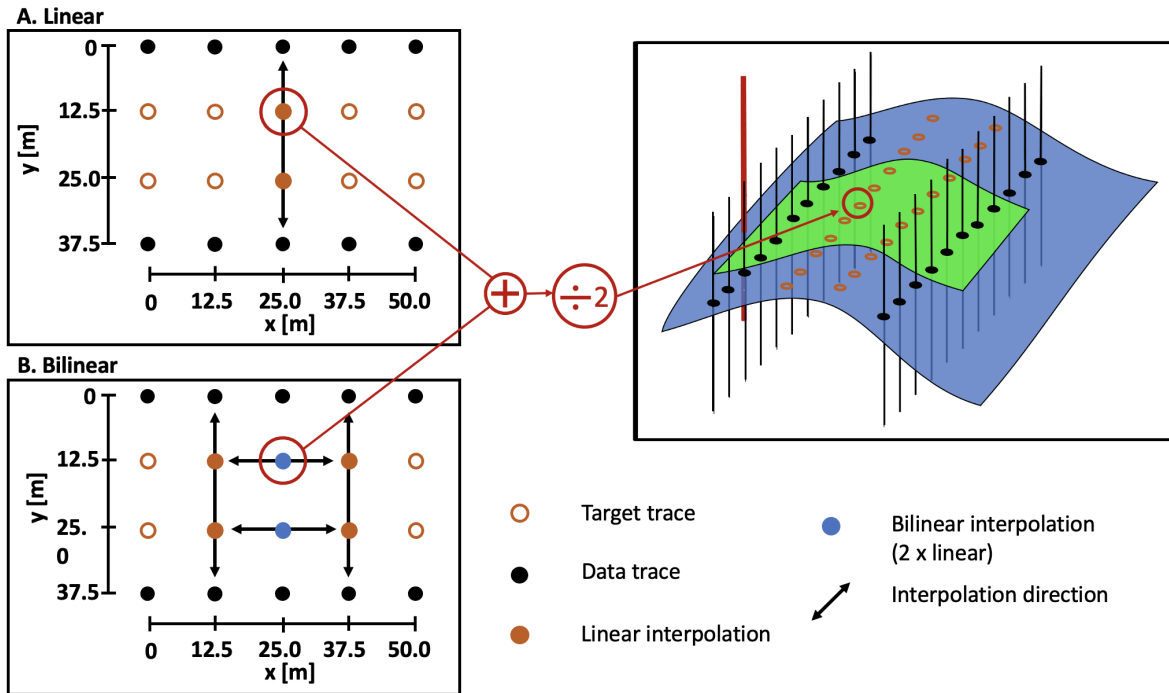 A. Linear
0
12.5
25.0
37.5
y [m]
0 12.5 25.0 37.5 50.0
x [m]
+ ÷2
B. Bilinear
0
12.5
25.
0
37.5
y [m]
0 12.5 25.0 37.5 50.0
x [m]
Target trace
Data trace
Linear interpolation
Bilinear interpolation
(2 x linear)
Interpolation direction